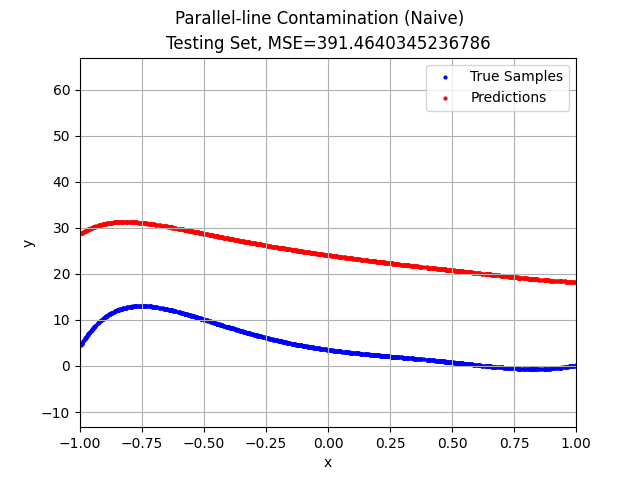 Parallel-line Contamination (Naive)
Testing Set, MSE=391.4640345236786
True Samples
Predictions
y
60
50
40
30
20
10
0
−10
−1.00 −0.75 −0.50 −0.25 0.00 0.25 0.50 0.75 1.00
x